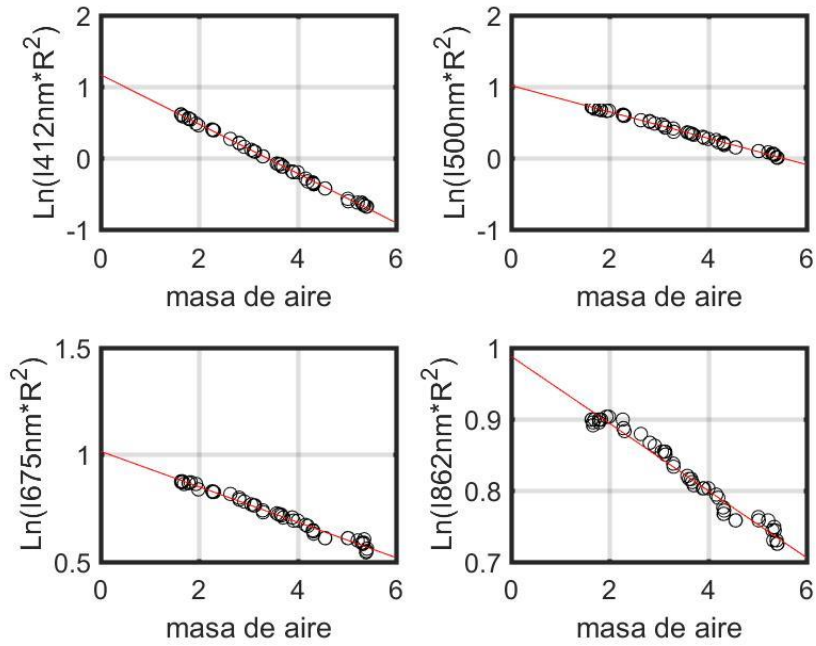 Ln(I412nm*R²)
2
1
0
-1
0 2 4 6
masa de aire
Ln(I500nm*R²)
2
1
0
-1
0 2 4 6
masa de aire
Ln(I675nm*R²)
1.5
1
0.5
0 2 4 6
masa de aire
Ln(I862nm*R²)
1
0.9
0.8
0.7
0 2 4 6
masa de aire